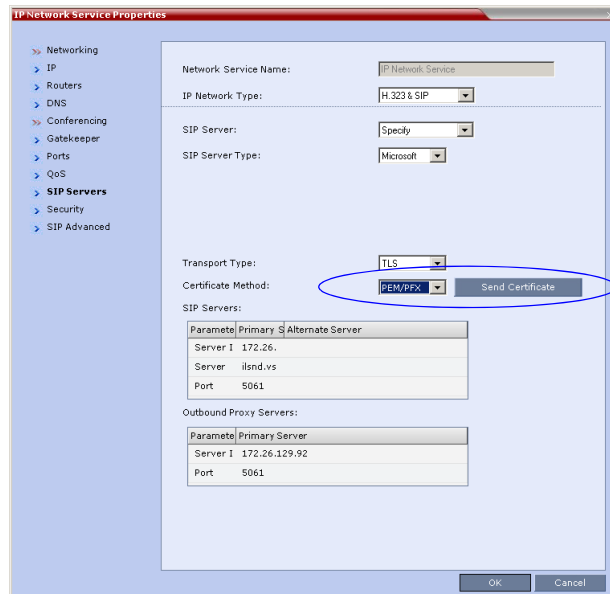 IP Network Service Properties
Networking
IP
Routers
DNS
Conferencing
Gatekeeper
Ports
QoS
SIP Servers
Security
SIP Advanced
Network Service Name: IP Network Service
IP Network Type: H.323 & SIP
SIP Server: Specify
SIP Server Type: Microsoft
Transport Type: TLS
Certificate Method: PEM/PFX Send Certificate
SIP Servers:
Paramete Primary S Alternate Server
Server I 172.26.
Server ilsnd.vs
Port 5061
Outbound Proxy Servers:
Paramete Primary Server
Server I 172.26.129.92
Port 5061
OK Cancel